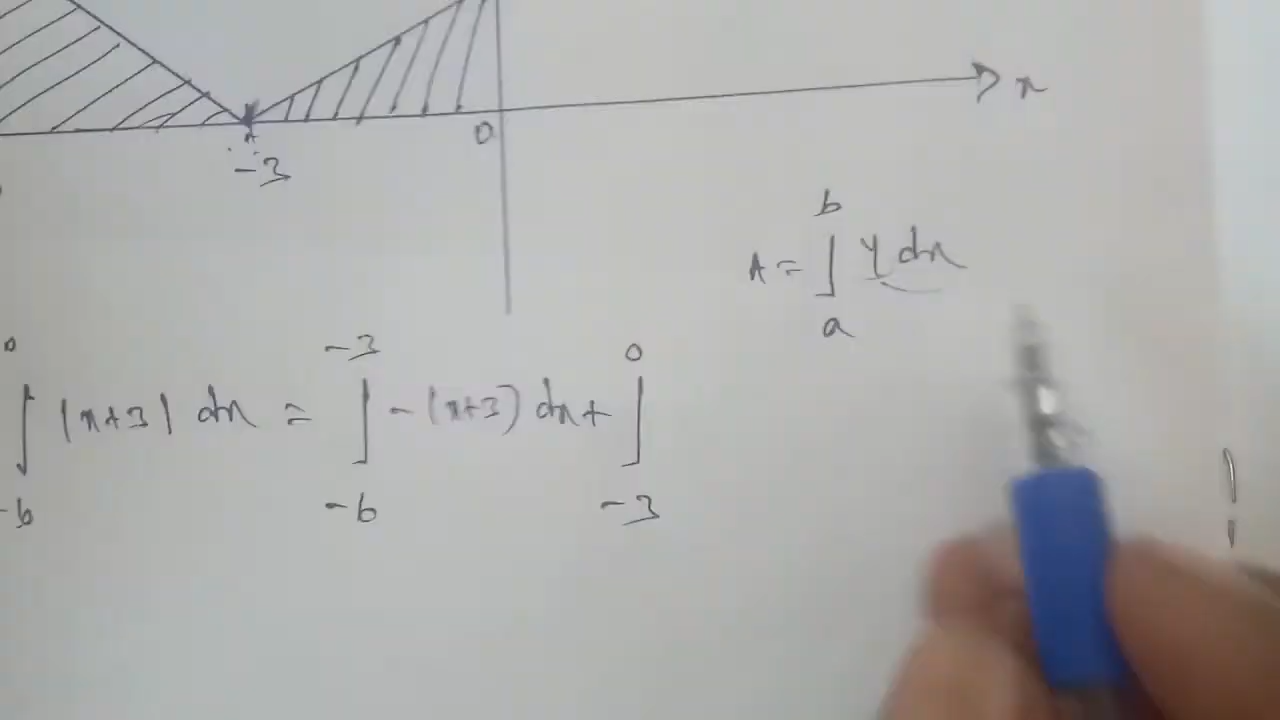 x
0
-3
b
A = ∫ y dx
a
0 -3 0
∫ |x+3| dx = ∫ -(x+3) dx + ∫
-6 -6 -3